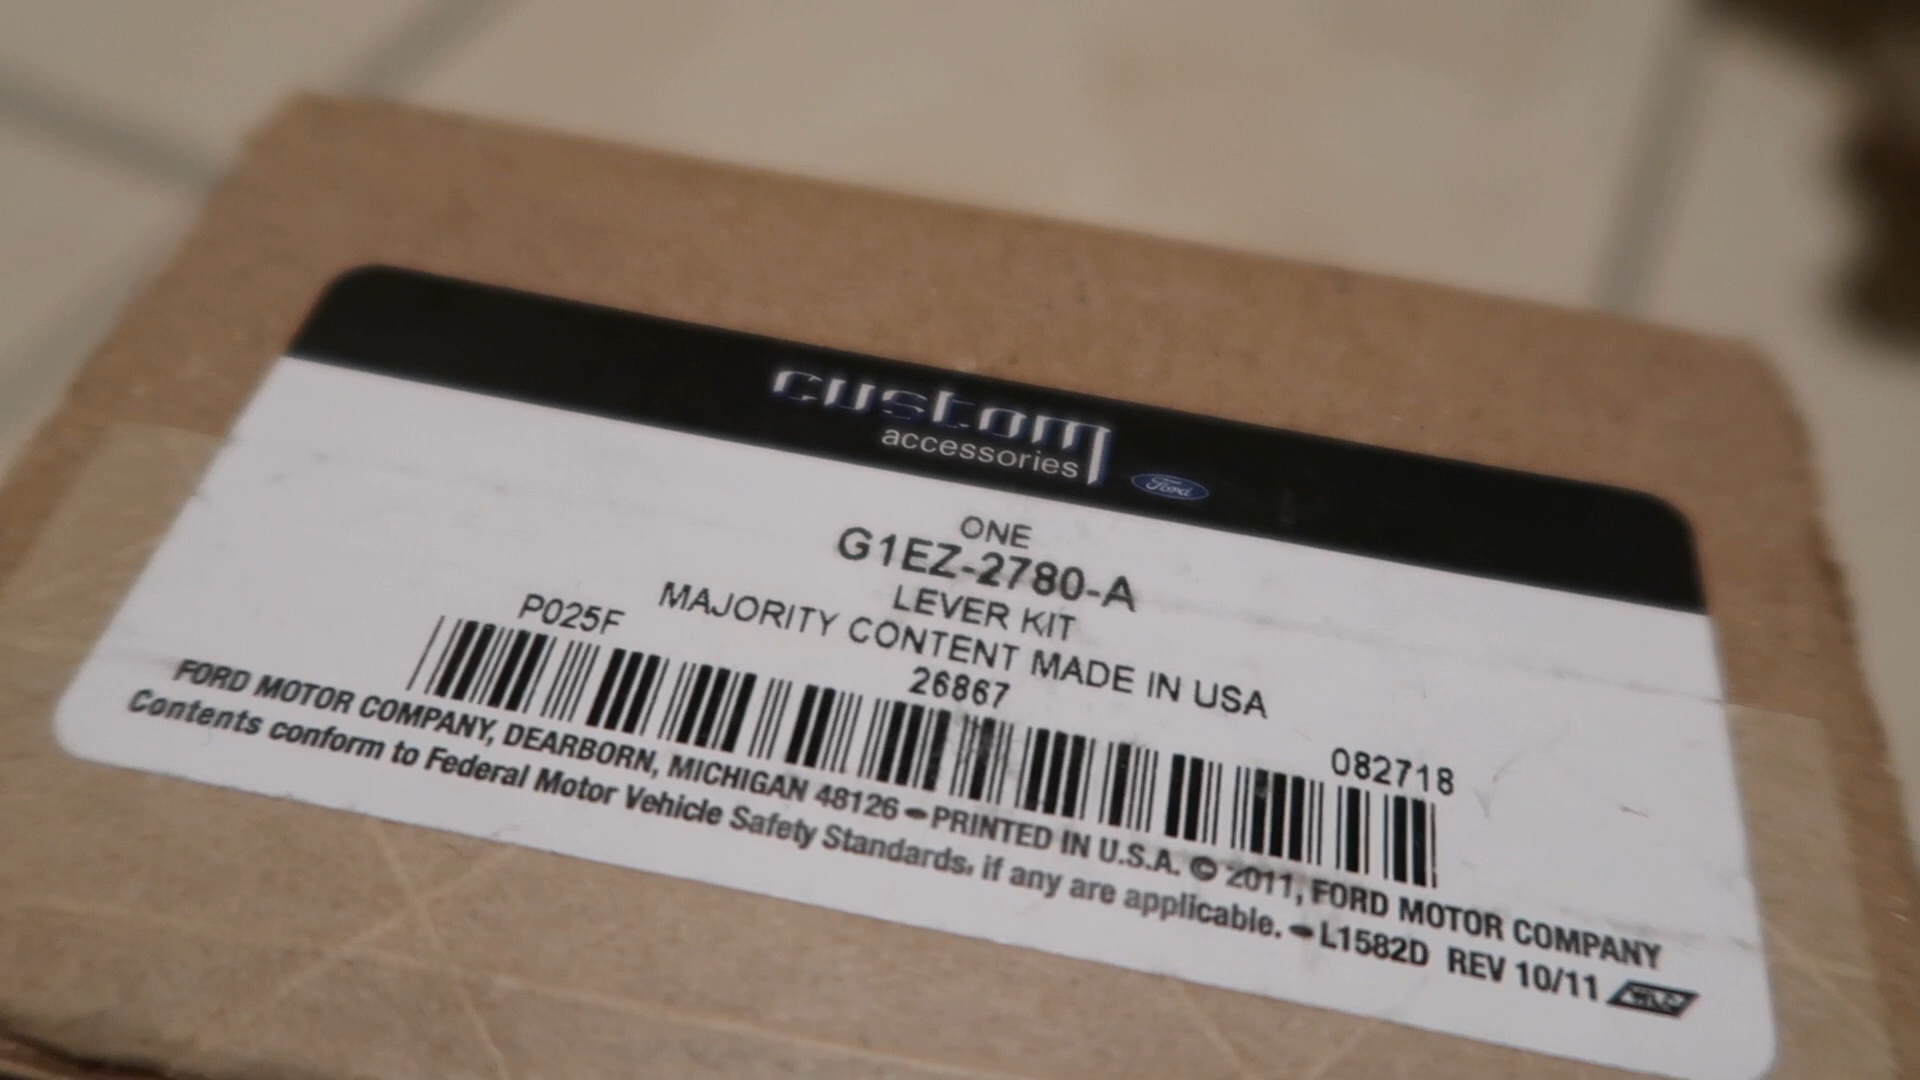 custom
accessories
Ford
ONE
G1EZ-2780-A
LEVER KIT
MAJORITY CONTENT MADE IN USA
P025F 26867 082718
FORD MOTOR COMPANY, DEARBORN, MICHIGAN 48126 • PRINTED IN U.S.A. © 2011, FORD MOTOR COMPANY
Contents conform to Federal Motor Vehicle Safety Standards, if any are applicable. • L1582D REV 10/11